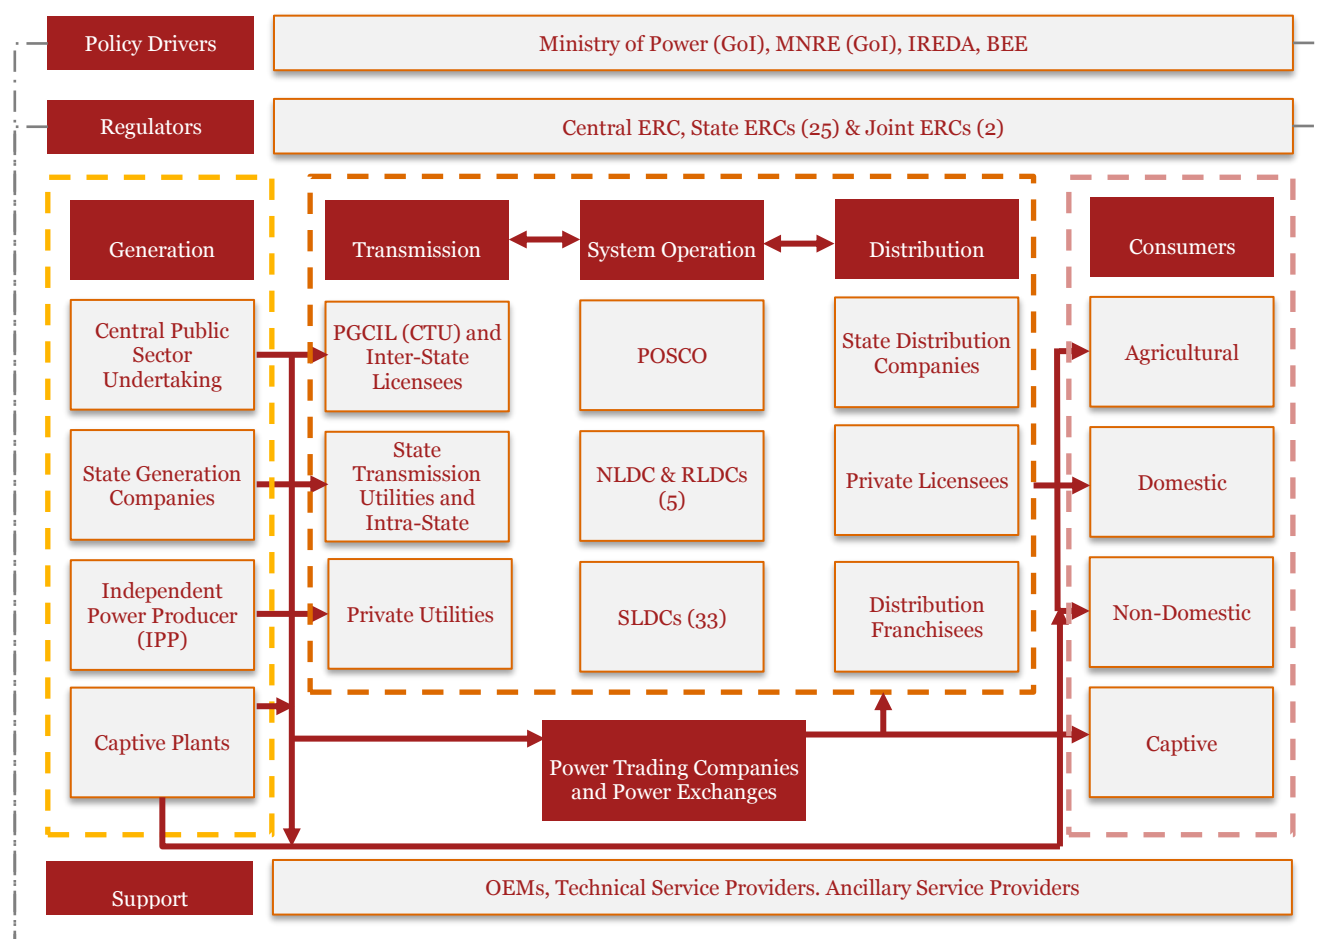 Policy Drivers
Ministry of Power (GoI), MNRE (GoI), IREDA, BEE
Regulators
Central ERC, State ERCs (25) & Joint ERCs (2)
Generation
Central Public
Sector
Undertaking
State Generation
Companies
Independent
Power Producer
(IPP)
Captive Plants
Transmission
PGCIL (CTU) and
Inter-State
Licensees
State
Transmission
Utilities and
Intra-State
Private Utilities
System Operation
POSCO
NLDC & RLDCs
(5)
SLDCs (33)
Distribution
State Distribution
Companies
Private Licensees
Distribution
Franchisees
Power Trading Companies
and Power Exchanges
Consumers
Agricultural
Domestic
Non-Domestic
Captive
Support
OEMs, Technical Service Providers. Ancillary Service Providers